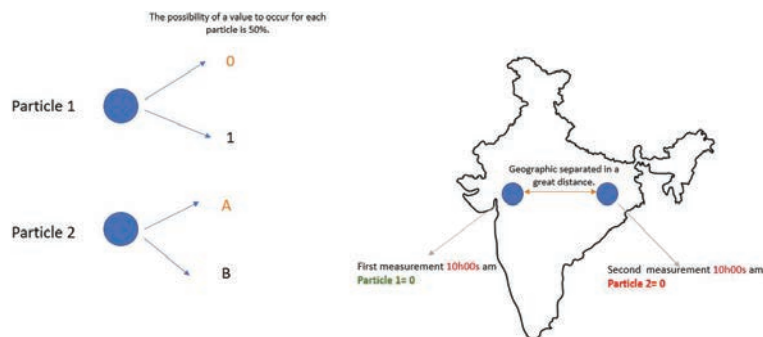 The possibility of a value to occur for each
particle is 50%.
0
Particle 1
1
A
Particle 2
B
Geographic separated in a
great distance.
First measurement 10h00s am
Particle 1= 0
Second measurement 10h00s am
Particle 2= 0